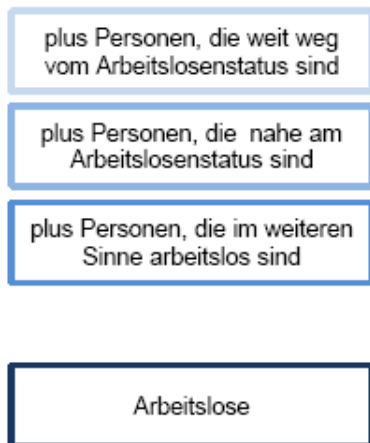 plus Personen, die weit weg
vom Arbeitslosenstatus sind
plus Personen, die nahe am
Arbeitslosenstatus sind
plus Personen, die im weiteren
Sinne arbeitslos sind
Arbeitslose